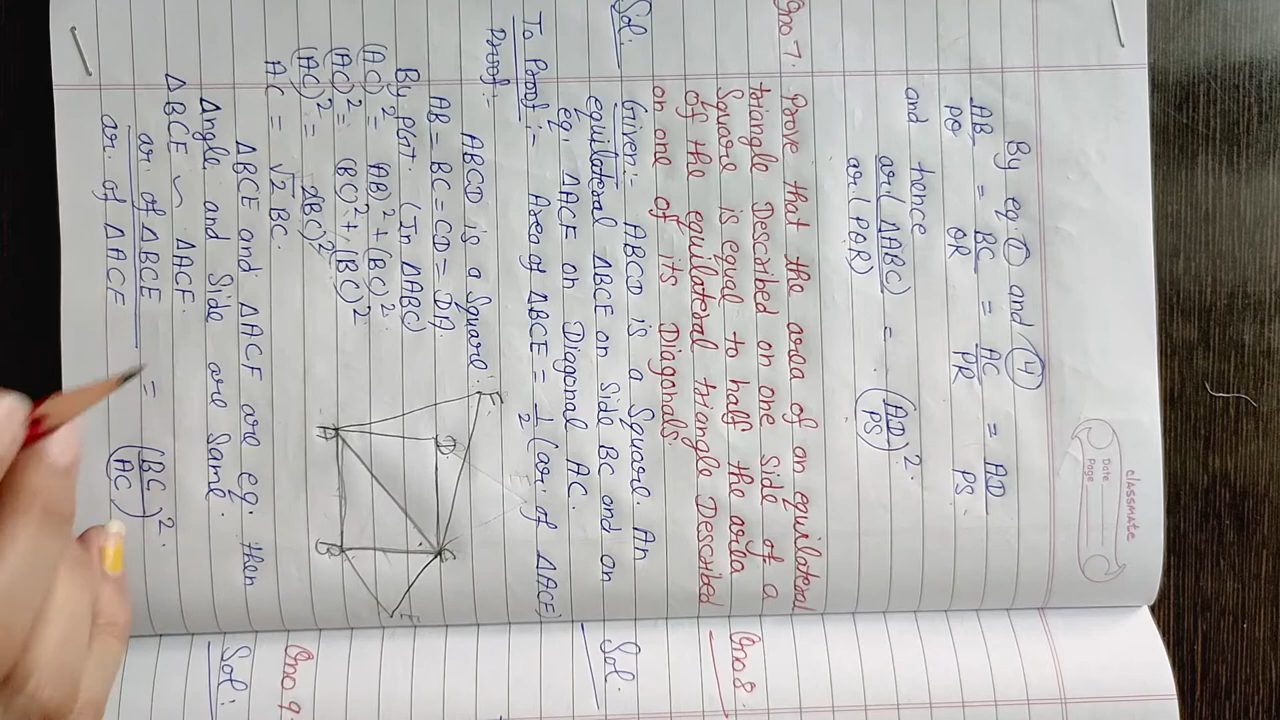 classmate
Date
Page
By eq. ① and ④
AB/PQ = BC/QR = AC/PR = AD/PS.
and hence
ar(ΔABC)/ar(PQR) = (AD/PS)².
Qno 7. Prove that the area of an equilateral
triangle Described on one side of a
Square is equal to half the area
of the equilateral triangle Described
on one of its Diagonals.
Sol. Given:- ABCD is a Square. An
equilateral ΔBCE on Side BC and on
eq. ΔACF on Diagonal AC.
To Proof:- Area of ΔBCE = 1/2 (ar. of ΔACF)
Proof:-
ABCD is a Square.
AB = BC = CD = DA
By PGT. (In ΔABC)
(AC)² = AB)² + (BC)².
(AC)² = (BC)² + (BC)²
(AC)² = 2BC)²
AC = √2 BC.
F
D
A
C
B
E
ΔBCE and ΔACF are eq. then
Angle and Side are Same.
ΔBCE ~ ΔACF.
ar. of ΔBCE/ar. of ΔACF = (BC/AC)².
Qno 8.
Sol.
Qno 9.
Sol: